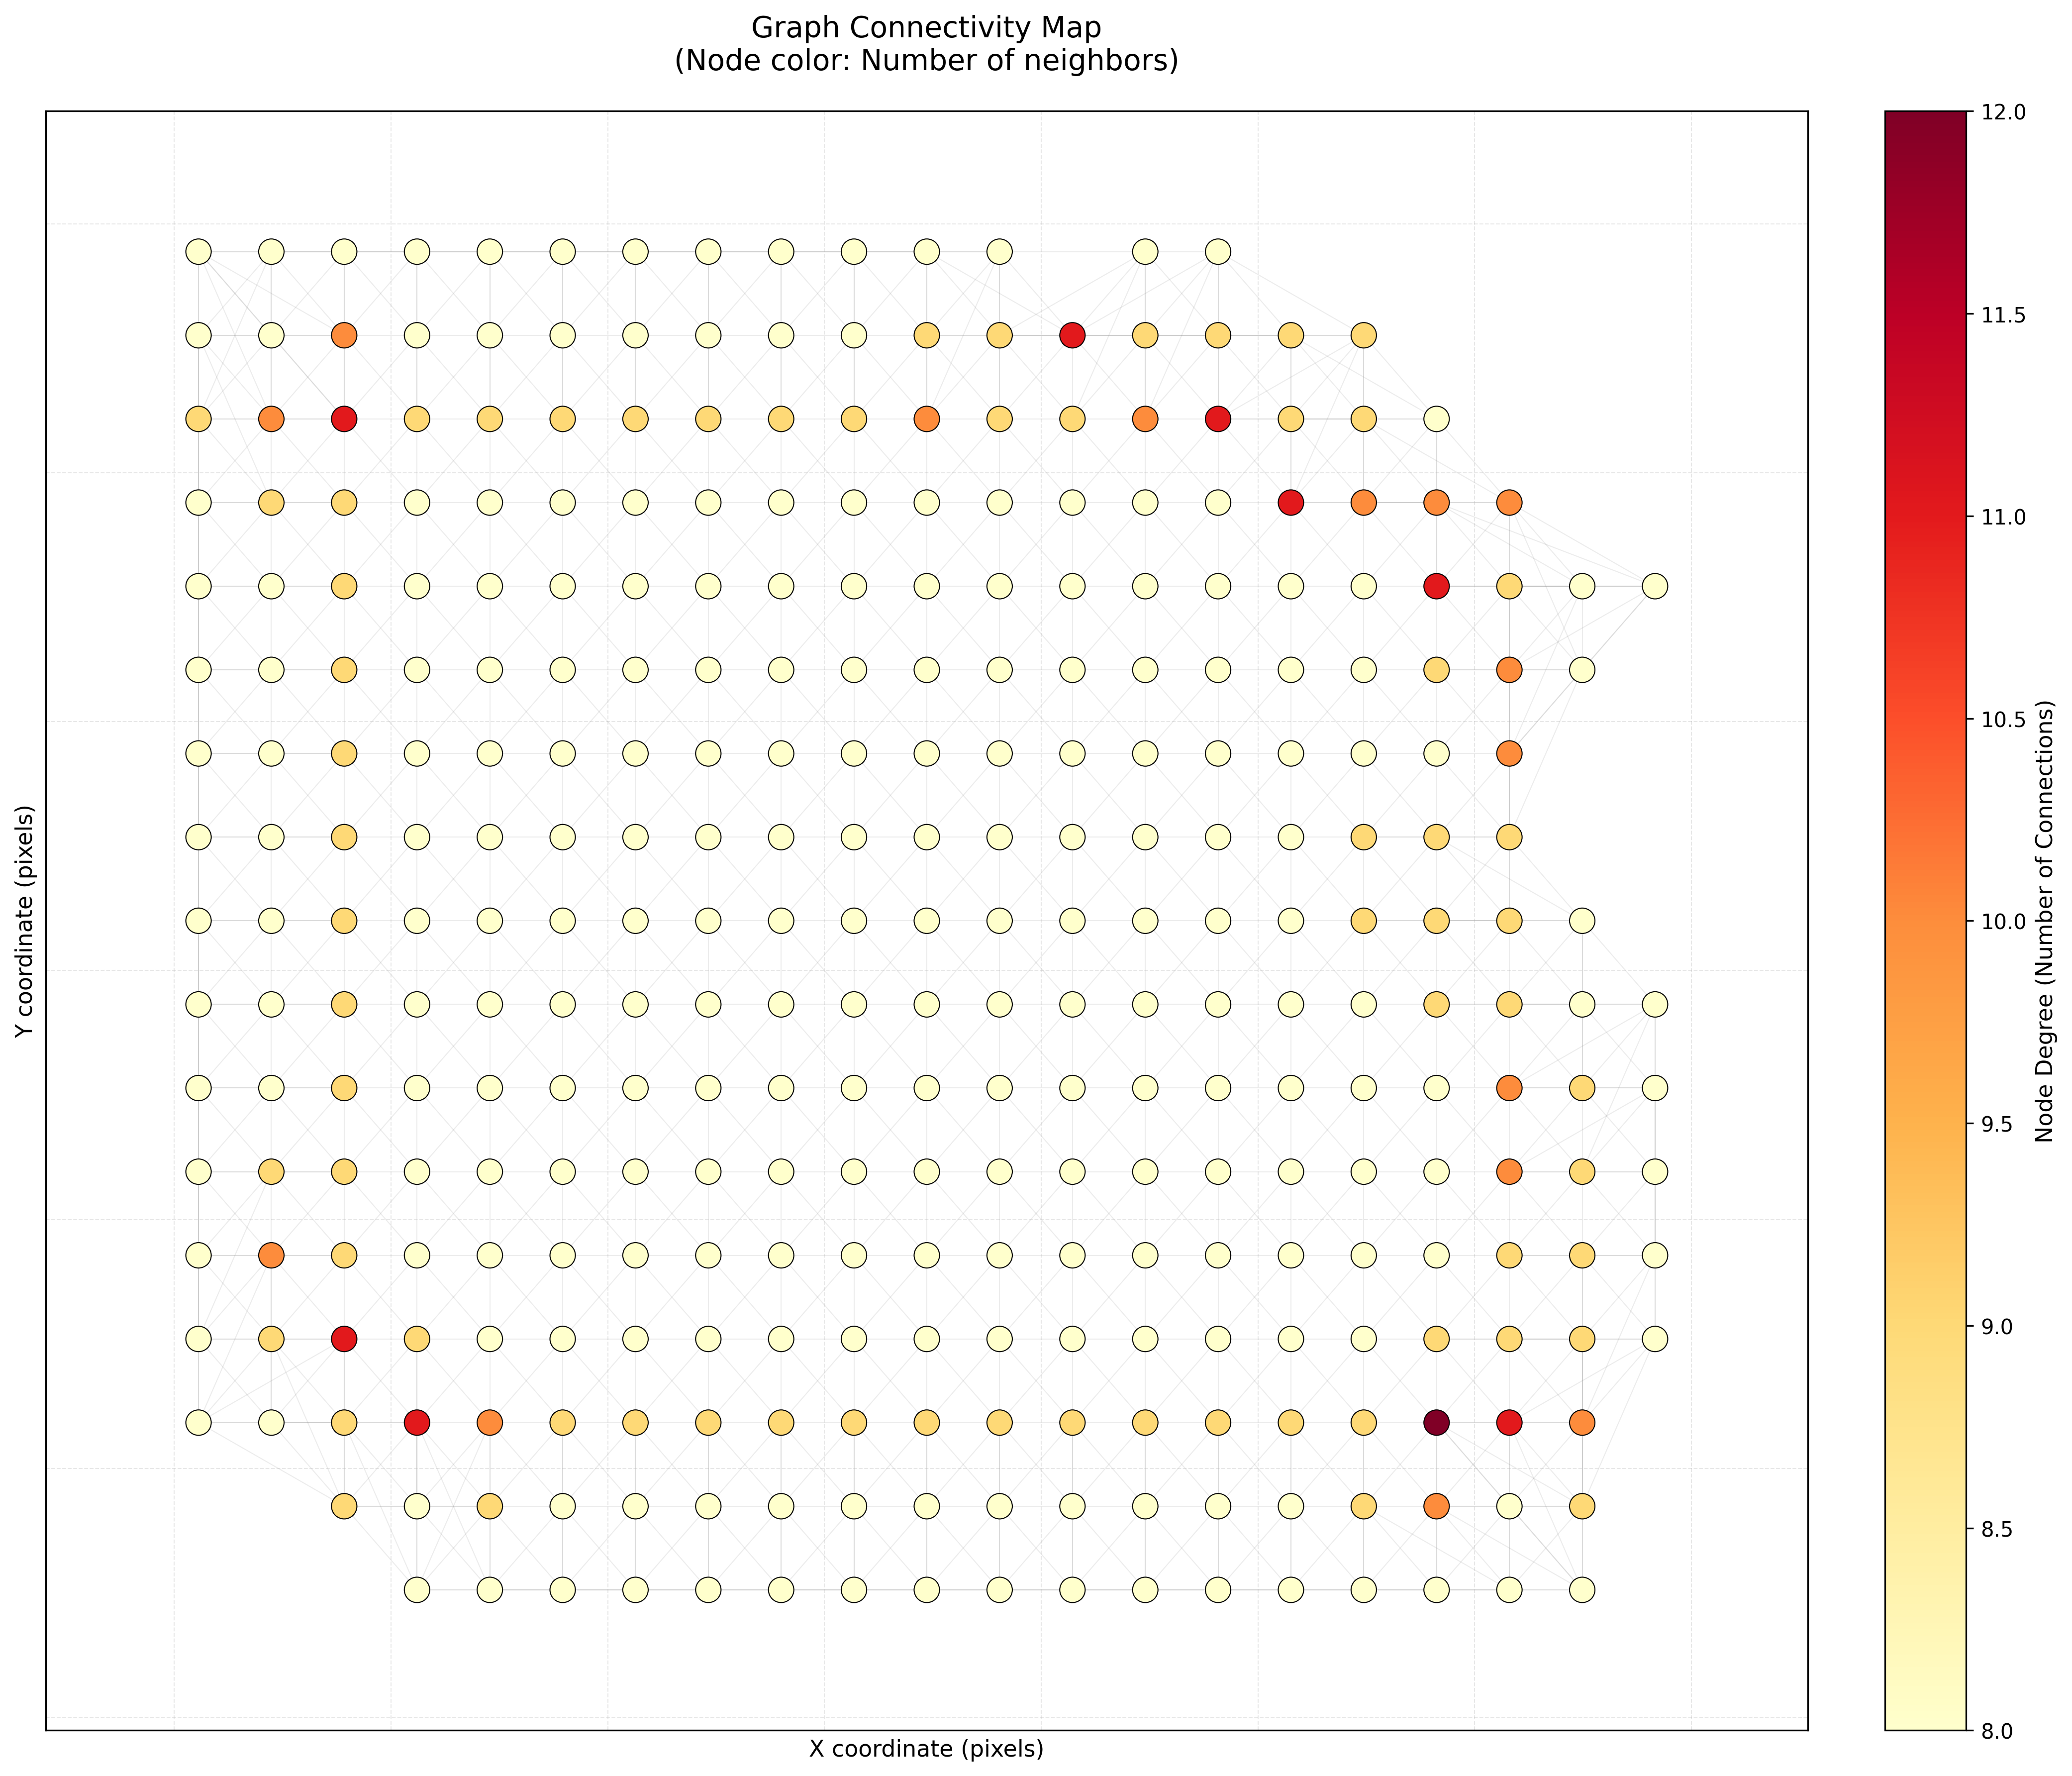 Graph Connectivity Map
(Node color: Number of neighbors)
Y coordinate (pixels)
X coordinate (pixels)
12.0
11.5
11.0
10.5
10.0
9.5
9.0
8.5
8.0
Node Degree (Number of Connections)